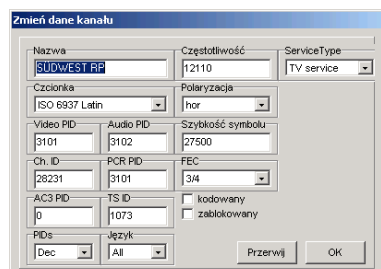 Zmień dane kanału
Nazwa Częstotliwość ServiceType
SÜDWEST RP 12110 TV service
Czcionka Polaryzacja
ISO 6937 Latin hor
Video PID Audio PID Szybkość symbolu
3101 3102 27500
Ch. ID PCR PID FEC
28231 3101 3/4
AC3 PID TS ID kodowany
0 1073 zablokowany
PIDs Język
Dec All Przerwij OK